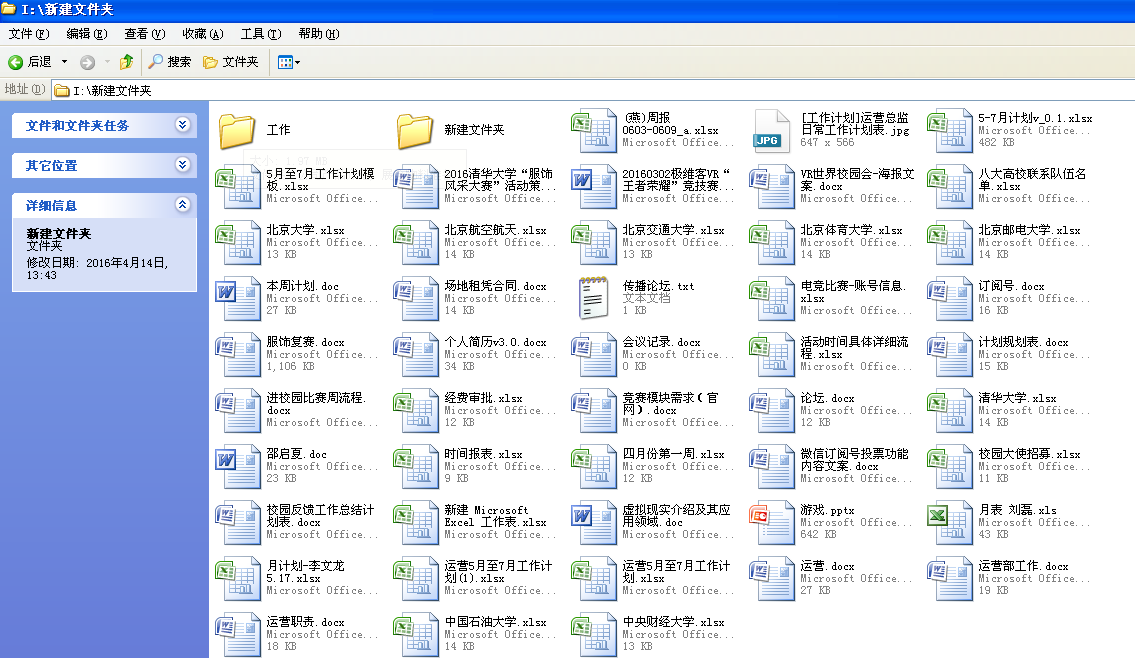 I:\新建文件夹
文件(F) 编辑(E) 查看(V) 收藏(A) 工具(T) 帮助(H)
后退 搜索 文件夹
地址(D) I:\新建文件夹
文件和文件夹任务
其它位置
详细信息
新建文件夹
文件夹
修改日期: 2016年4月14日,
13:43
工作
新建文件夹
(燕)周报
0603-0609_a.xlsx
[工作计划]运营总监
日常工作计划表.jpg
647 x 566
5-7月计划v_0.1.xlsx
482 KB
大小: 1.97 MB
5月至7月工作计划模
板.xlsx
Microsoft Office...
2016清华大学“服饰
风采大赛”活动策...
Microsoft Office...
20160302极维客VR“
王者荣耀”竞技赛...
Microsoft Office...
VR世界校园会-海报文
案.docx
Microsoft Office...
八大高校联系队伍名
单.xlsx
Microsoft Office...
北京大学.xlsx
Microsoft Office...
13 KB
北京航空航天.xlsx
Microsoft Office...
14 KB
北京交通大学.xlsx
Microsoft Office...
13 KB
北京体育大学.xlsx
Microsoft Office...
14 KB
北京邮电大学.xlsx
Microsoft Office...
14 KB
本周计划.doc
Microsoft Office...
27 KB
场地租凭合同.docx
Microsoft Office...
14 KB
传播论坛.txt
文本文档
1 KB
电竞比赛-账号信息.
xlsx
Microsoft Office...
订阅号.docx
Microsoft Office...
16 KB
服饰复赛.docx
Microsoft Office...
1,106 KB
个人简历v3.0.docx
Microsoft Office...
34 KB
会议记录.docx
Microsoft Office...
0 KB
活动时间具体详细流
程.xlsx
Microsoft Office...
计划规划表.docx
Microsoft Office...
15 KB
进校园比赛周流程.
docx
Microsoft Office...
经费审批.xlsx
Microsoft Office...
12 KB
竞赛模块需求（官
网）.docx
Microsoft Office...
论坛.docx
Microsoft Office...
12 KB
清华大学.xlsx
Microsoft Office...
14 KB
邵启夏.doc
Microsoft Office...
23 KB
时间报表.xlsx
Microsoft Office...
9 KB
四月份第一周.xlsx
Microsoft Office...
12 KB
微信订阅号投票功能
内容文案.docx
Microsoft Office...
校园大使招募.xlsx
Microsoft Office...
11 KB
校园反馈工作总结计
划表.docx
Microsoft Office...
新建 Microsoft
Excel 工作表.xlsx
Microsoft Office...
虚拟现实介绍及其应
用领域.doc
Microsoft Office...
游戏.pptx
Microsoft Office...
642 KB
月表 刘磊.xls
Microsoft Office...
43 KB
月计划-李文龙
5.17.xlsx
Microsoft Office...
运营5月至7月工作计
划(1).xlsx
Microsoft Office...
运营5月至7月工作计
划.xlsx
Microsoft Office...
运营.docx
Microsoft Office...
27 KB
运营部工作.docx
Microsoft Office...
19 KB
运营职责.docx
Microsoft Office...
18 KB
中国石油大学.xlsx
Microsoft Office...
14 KB
中央财经大学.xlsx
Microsoft Office...
13 KB